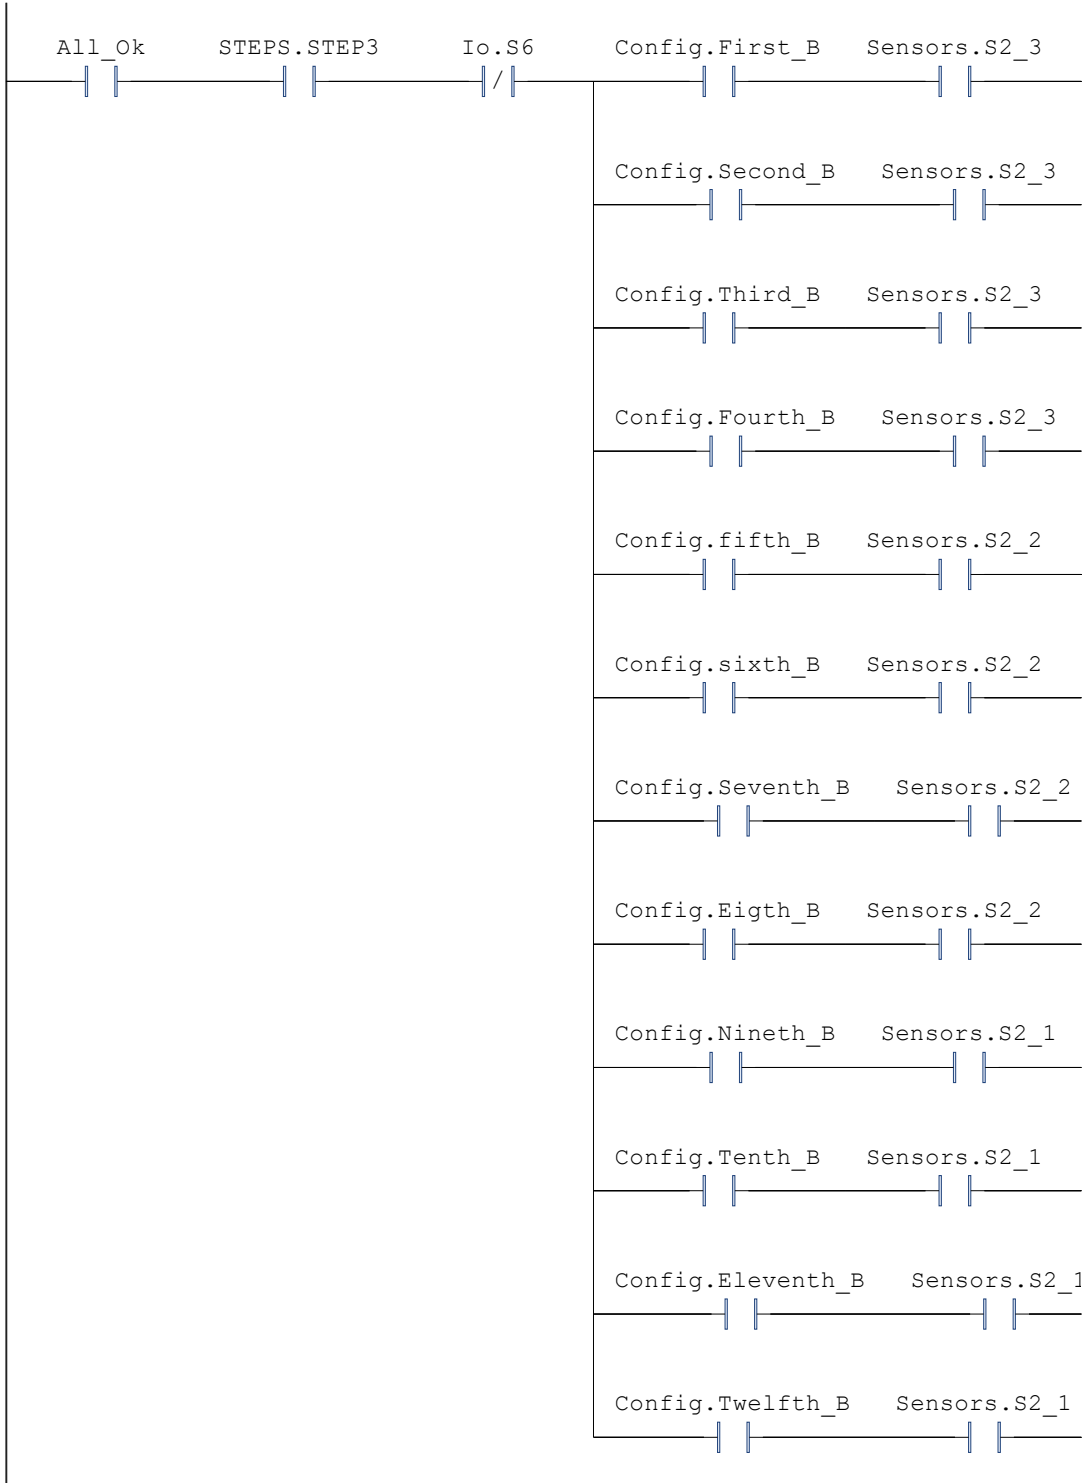 All_Ok STEPS.STEP3 Io.S6 Config.First_B Sensors.S2_3
/
Config.Second_B Sensors.S2_3
Config.Third_B Sensors.S2_3
Config.Fourth_B Sensors.S2_3
Config.fifth_B Sensors.S2_2
Config.sixth_B Sensors.S2_2
Config.Seventh_B Sensors.S2_2
Config.Eigth_B Sensors.S2_2
Config.Nineth_B Sensors.S2_1
Config.Tenth_B Sensors.S2_1
Config.Eleventh_B Sensors.S2_1
Config.Twelfth_B Sensors.S2_1